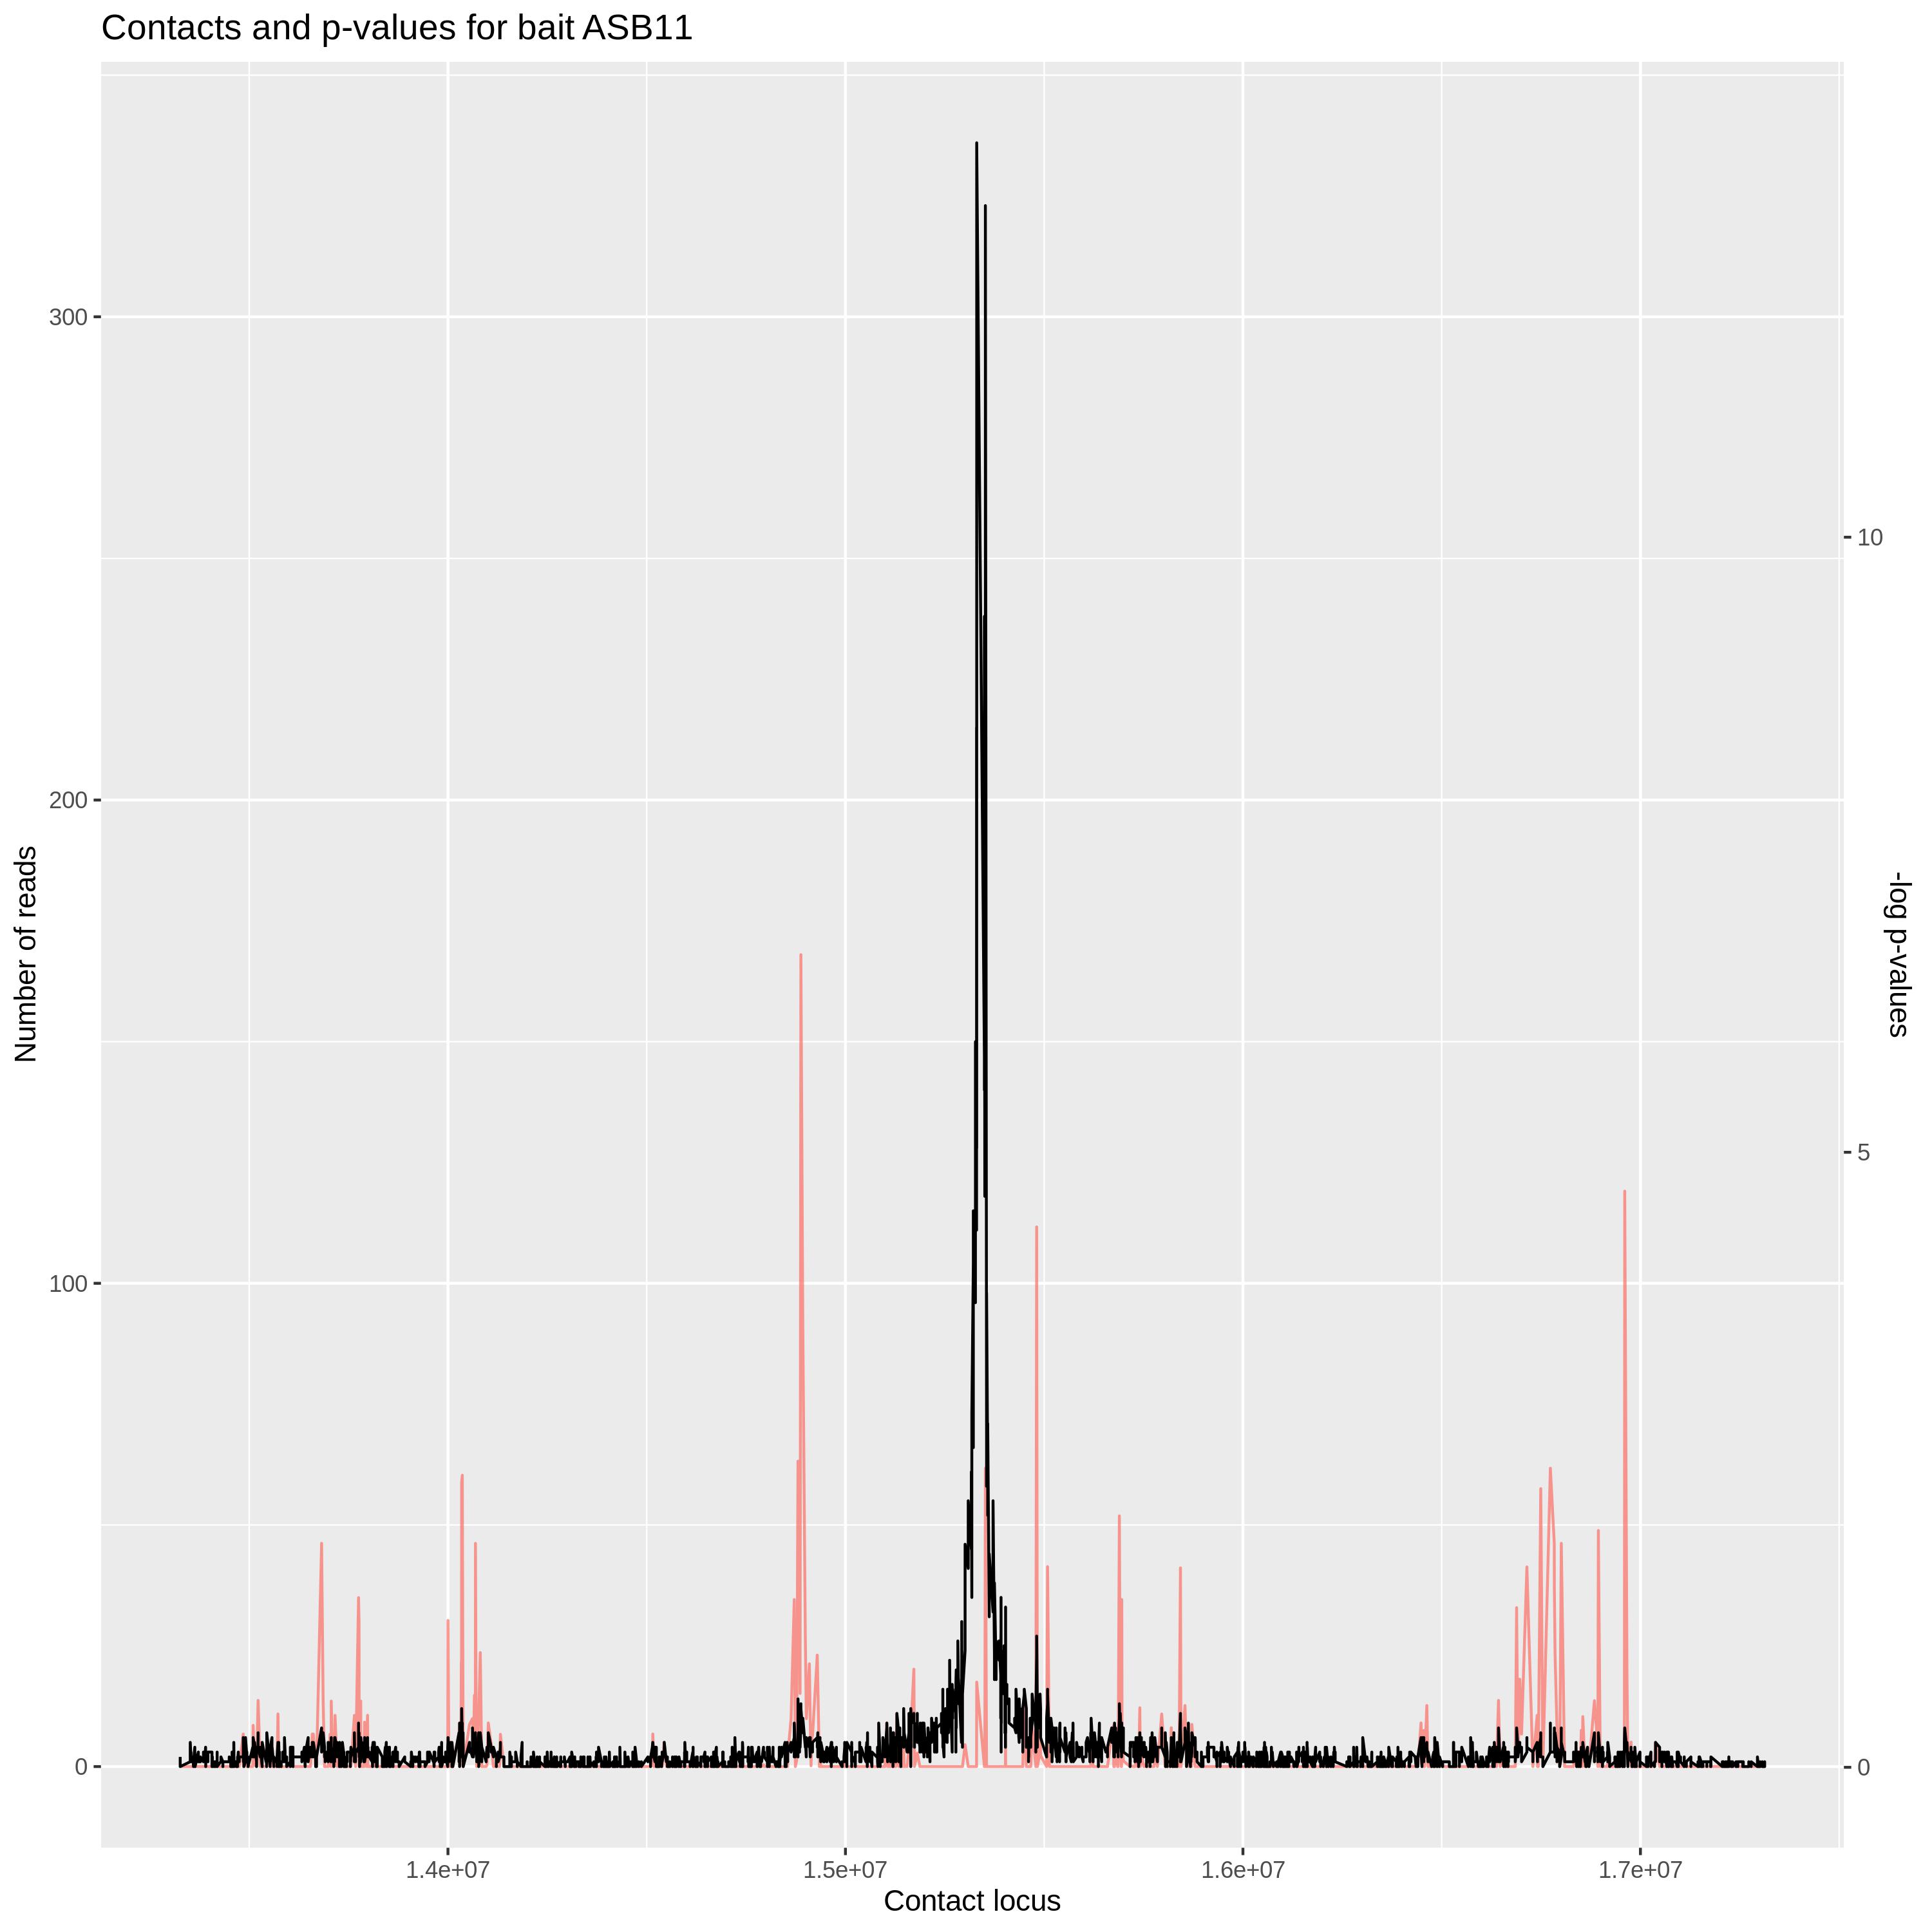 Contacts and p-values for bait ASB11
300
200
100
0
Number of reads
10
5
0
-log p-values
1.4e+07
1.5e+07
1.6e+07
1.7e+07
Contact locus